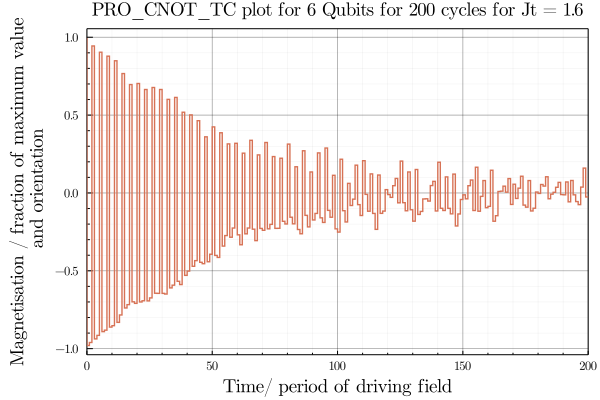 PRO_CNOT_TC plot for 6 Qubits for 200 cycles for Jt = 1.6
Magnetisation / fraction of maximum value
and orientation
1.0
0.5
0.0
−0.5
−1.0
0
50
100
150
200
Time/ period of driving field